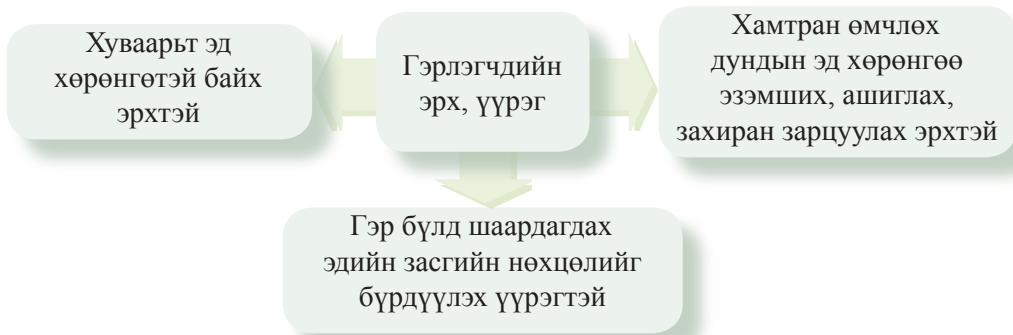 Хуваарьт эд
хөрөнгөтэй байх
эрхтэй
Гэрлэгчдийн
эрх, үүрэг
Хамтран өмчлөх
дундын эд хөрөнгөө
эзэмших, ашиглах,
захиран зарцуулах эрхтэй
Гэр бүлд шаардагдах
эдийн засгийн нөхцөлийг
бүрдүүлэх үүрэгтэй